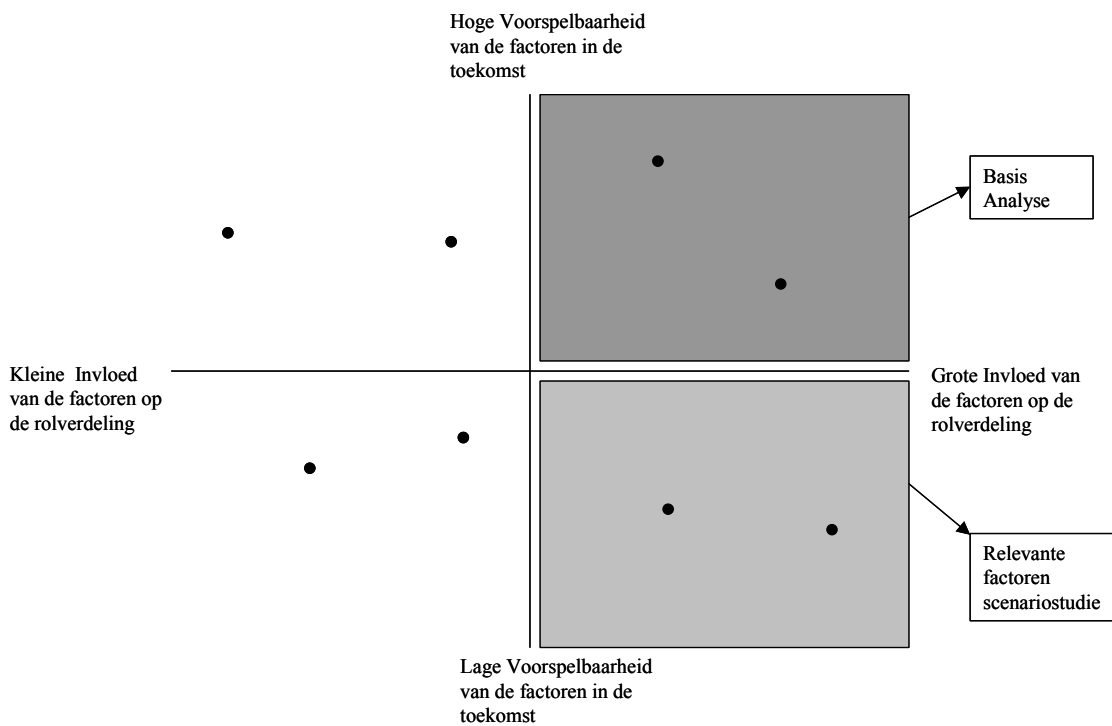 Hoge Voorspelbaarheid
van de factoren in de
toekomst
Basis
Analyse
Kleine Invloed
van de factoren op
de rolverdeling
Grote Invloed van
de factoren op de
rolverdeling
Relevante
factoren
scenariostudie
Lage Voorspelbaarheid
van de factoren in de
toekomst